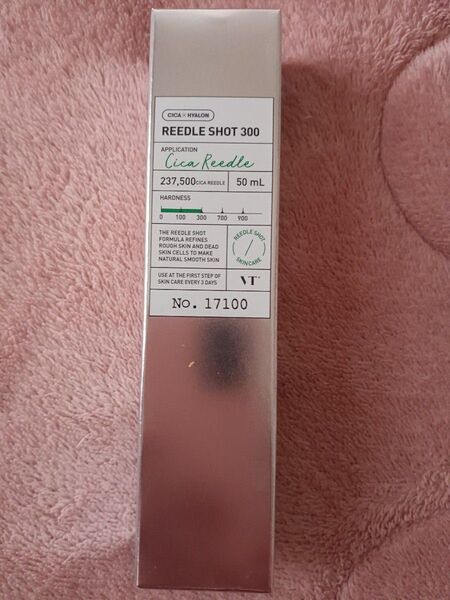 CICA × HYALON
REEDLE SHOT 300
APPLICATION
Cica Reedle
237,500 CICA REEDLE 50 mL
HARDNESS
0 100 300 700 900
THE REEDLE SHOT
FORMULA REFINES
ROUGH SKIN AND DEAD
SKIN CELLS TO MAKE
NATURAL SMOOTH SKIN
REEDLE SHOT
SKINCARE
USE AT THE FIRST STEP OF
SKIN CARE EVERY 3 DAYS
VT
No. 17100